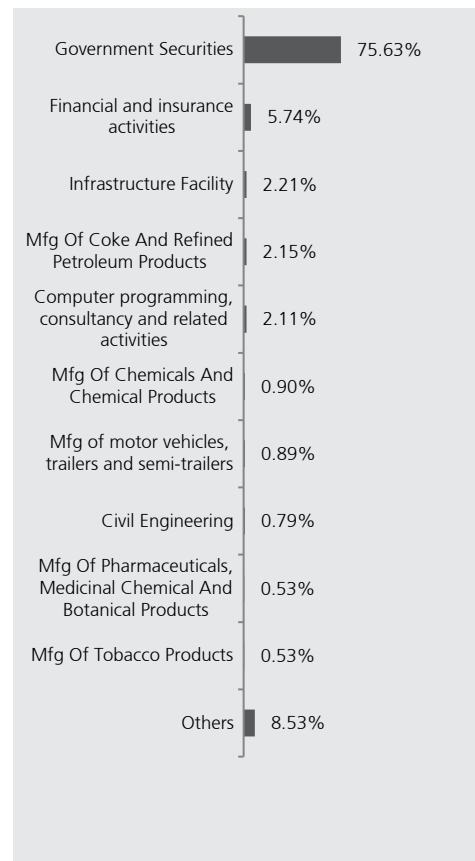 Government Securities 75.63%
Financial and insurance
activities 5.74%
Infrastructure Facility 2.21%
Mfg Of Coke And Refined
Petroleum Products 2.15%
Computer programming,
consultancy and related 2.11%
activities
Mfg Of Chemicals And
Chemical Products 0.90%
Mfg of motor vehicles,
trailers and semi-trailers 0.89%
Civil Engineering 0.79%
Mfg Of Pharmaceuticals,
Medicinal Chemical And 0.53%
Botanical Products
Mfg Of Tobacco Products 0.53%
Others 8.53%